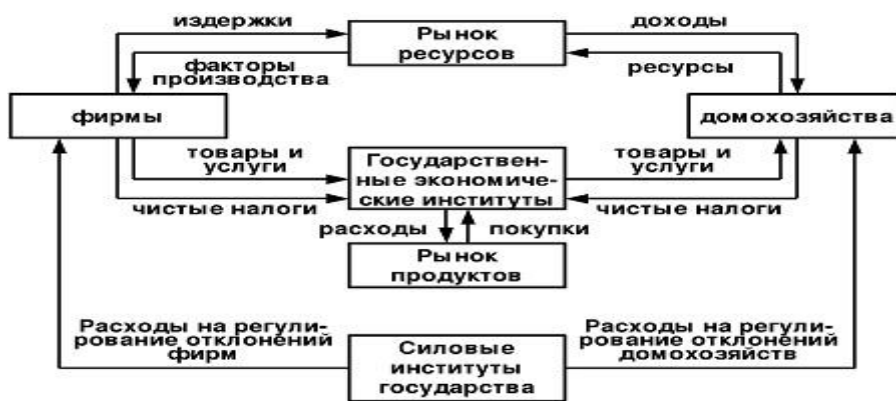 издержки
Рынок
ресурсов
доходы
факторы
производства
ресурсы
фирмы
домохозяйства
товары и
услуги
Государствен-
ные экономиче-
ские институты
товары и
услуги
чистые налоги
чистые налоги
расходы
покупки
Рынок
продуктов
Расходы на регули-
рование отклонений
фирм
Силовые
институты
государства
Расходы на регули-
рование отклонений
домохозяйств